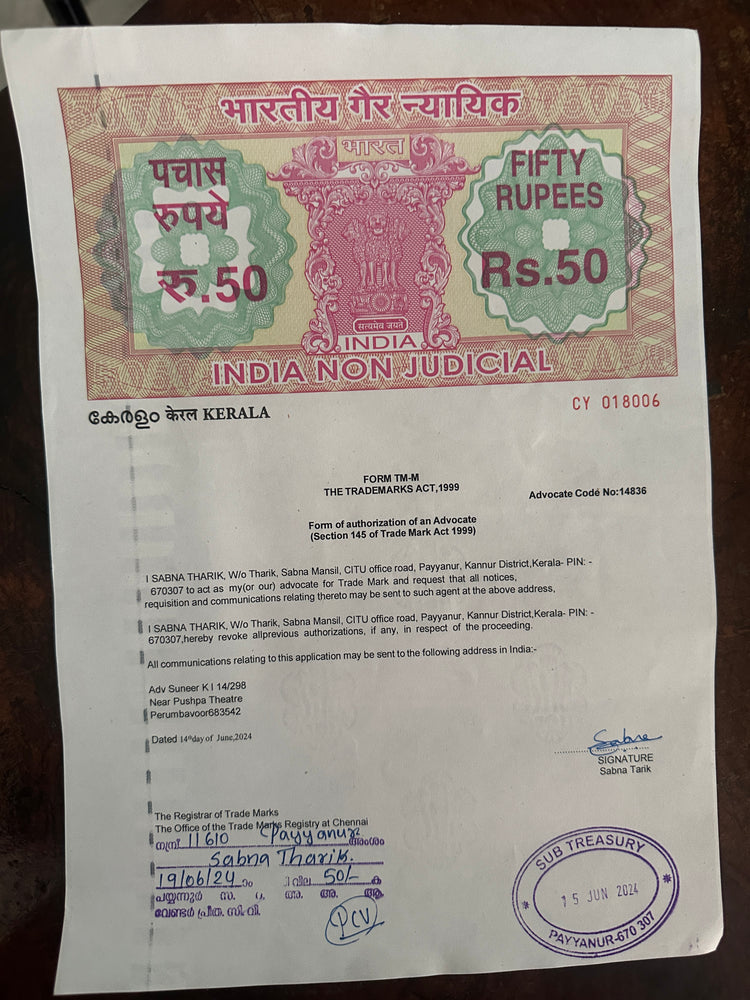 भारतीय गैर न्यायिक
भारत
पचास
रुपये
रु.50
FIFTY
RUPEES
Rs.50
सत्यमेव जयते
INDIA
INDIA NON JUDICIAL
കേരളം केरल KERALA
CY 018006
FORM TM-M
THE TRADEMARKS ACT,1999
Advocate Code No:14836
Form of authorization of an Advocate
(Section 145 of Trade Mark Act 1999)
I SABNA THARIK, W/o Tharik, Sabna Mansil, CITU office road, Payyanur, Kannur District,Kerala- PIN: -
670307 to act as my(or our) advocate for Trade Mark and request that all notices,
requisition and communications relating thereto may be sent to such agent at the above address,
I SABNA THARIK, W/o Tharik, Sabna Mansil, CITU office road, Payyanur, Kannur District,Kerala- PIN: -
670307,hereby revoke allprevious authorizations, if any, in respect of the proceeding.
All communications relating to this application may be sent to the following address in India:-
Adv Suneer K I 14/298
Near Pushpa Theatre
Perumbavoor683542
Dated 14th day of June,2024
Sabna
SIGNATURE
Sabna Tarik
The Registrar of Trade Marks
The Office of the Trade Marks Registry at Chennai
നമ്പ്ര് 11610 Payyanur അംശം
Sabna Tharik.
19/06/24 വില 50/- ക
പയ്യന്നൂർ സ.
വേണ്ടർ പ്രീത. സി.വി.
PCV
SUB TREASURY
15 JUN 2024
PAYYANUR-670 307